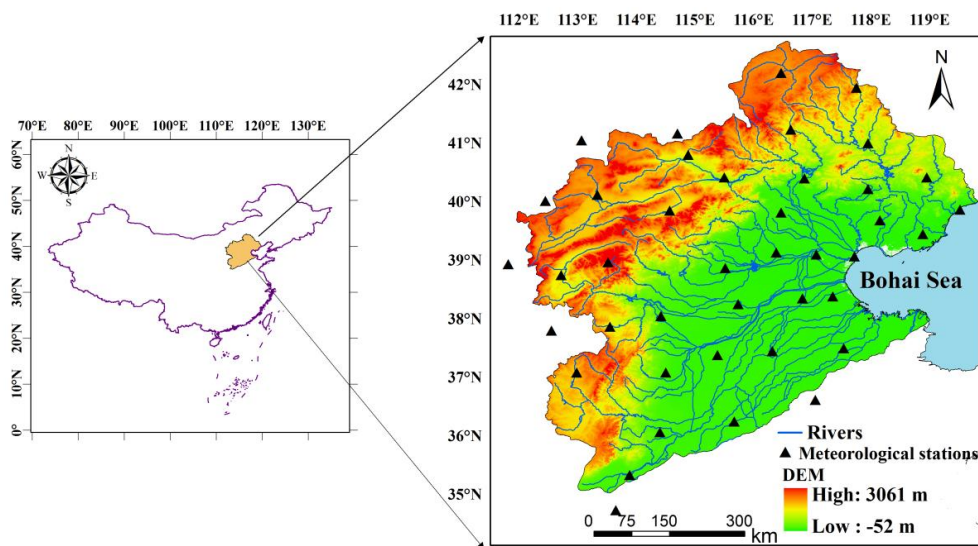 70°E 80°E 90°E 100°E 110°E 120°E 130°E
60°N
50°N
40°N
30°N
20°N
10°N
0°
N
W E
S
112°E 113°E 114°E 115°E 116°E 117°E 118°E 119°E
42°N
41°N
40°N
39°N
38°N
37°N
36°N
35°N
N
Bohai Sea
Rivers
Meteorological stations
DEM
High: 3061 m
Low : -52 m
0 75 150 300
km